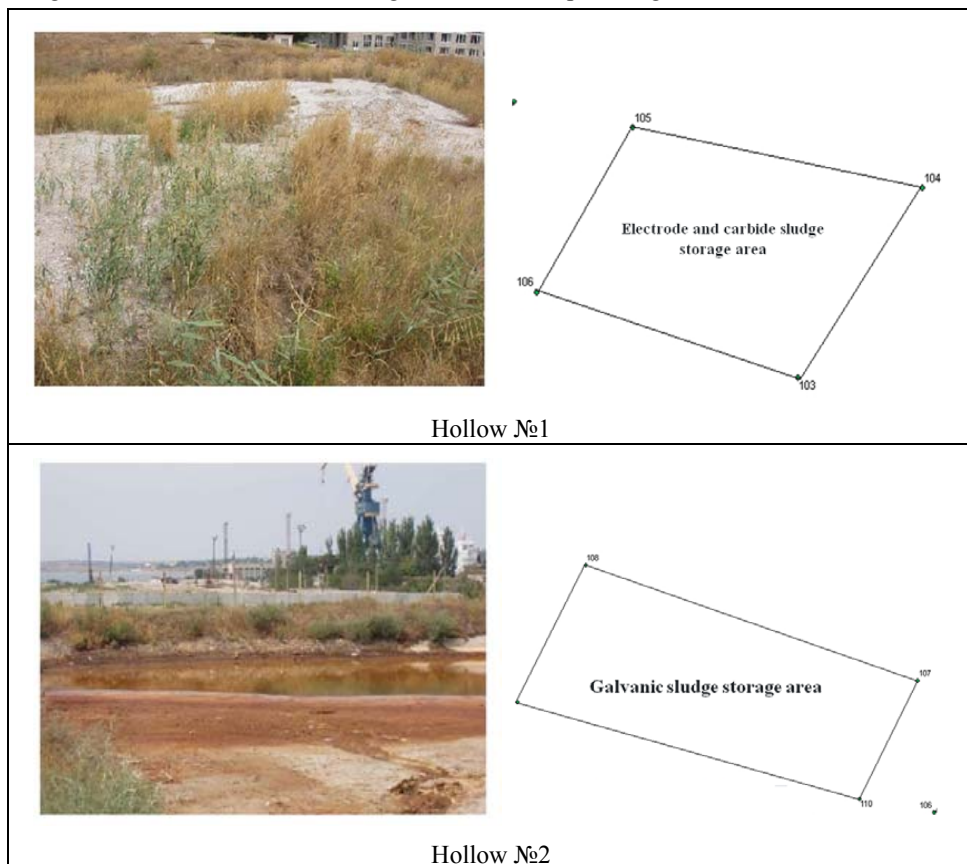 105
104
Electrode and carbide sludge
storage area
106
103
Hollow №1
108
107
Galvanic sludge storage area
110
106
Hollow №2